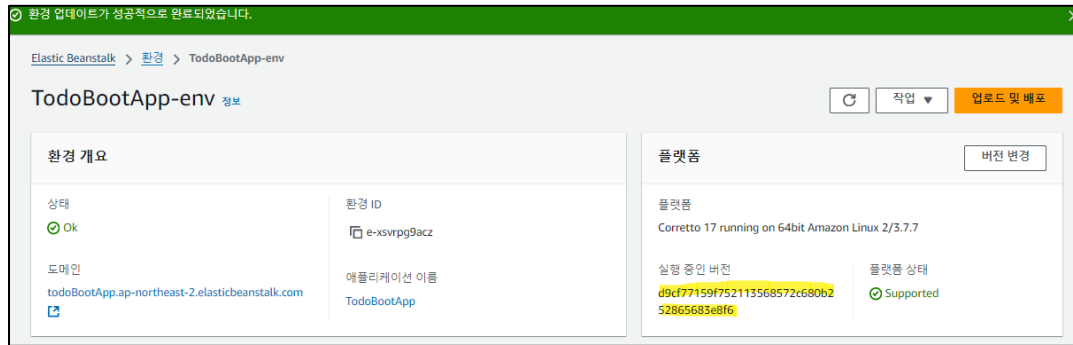 환경 업데이트가 성공적으로 완료되었습니다.
Elastic Beanstalk > 환경 > TodoBootApp-env
TodoBootApp-env 정보
작업 ▼
업로드 및 배포
환경 개요
상태
Ok
도메인
todoBootApp.ap-northeast-2.elasticbeanstalk.com
환경 ID
e-xsvrpg9acz
애플리케이션 이름
TodoBootApp
플랫폼
버전 변경
플랫폼
Corretto 17 running on 64bit Amazon Linux 2/3.7.7
실행 중인 버전
d9cf77159f752113568572c680b2
52865683e8f6
플랫폼 상태
Supported